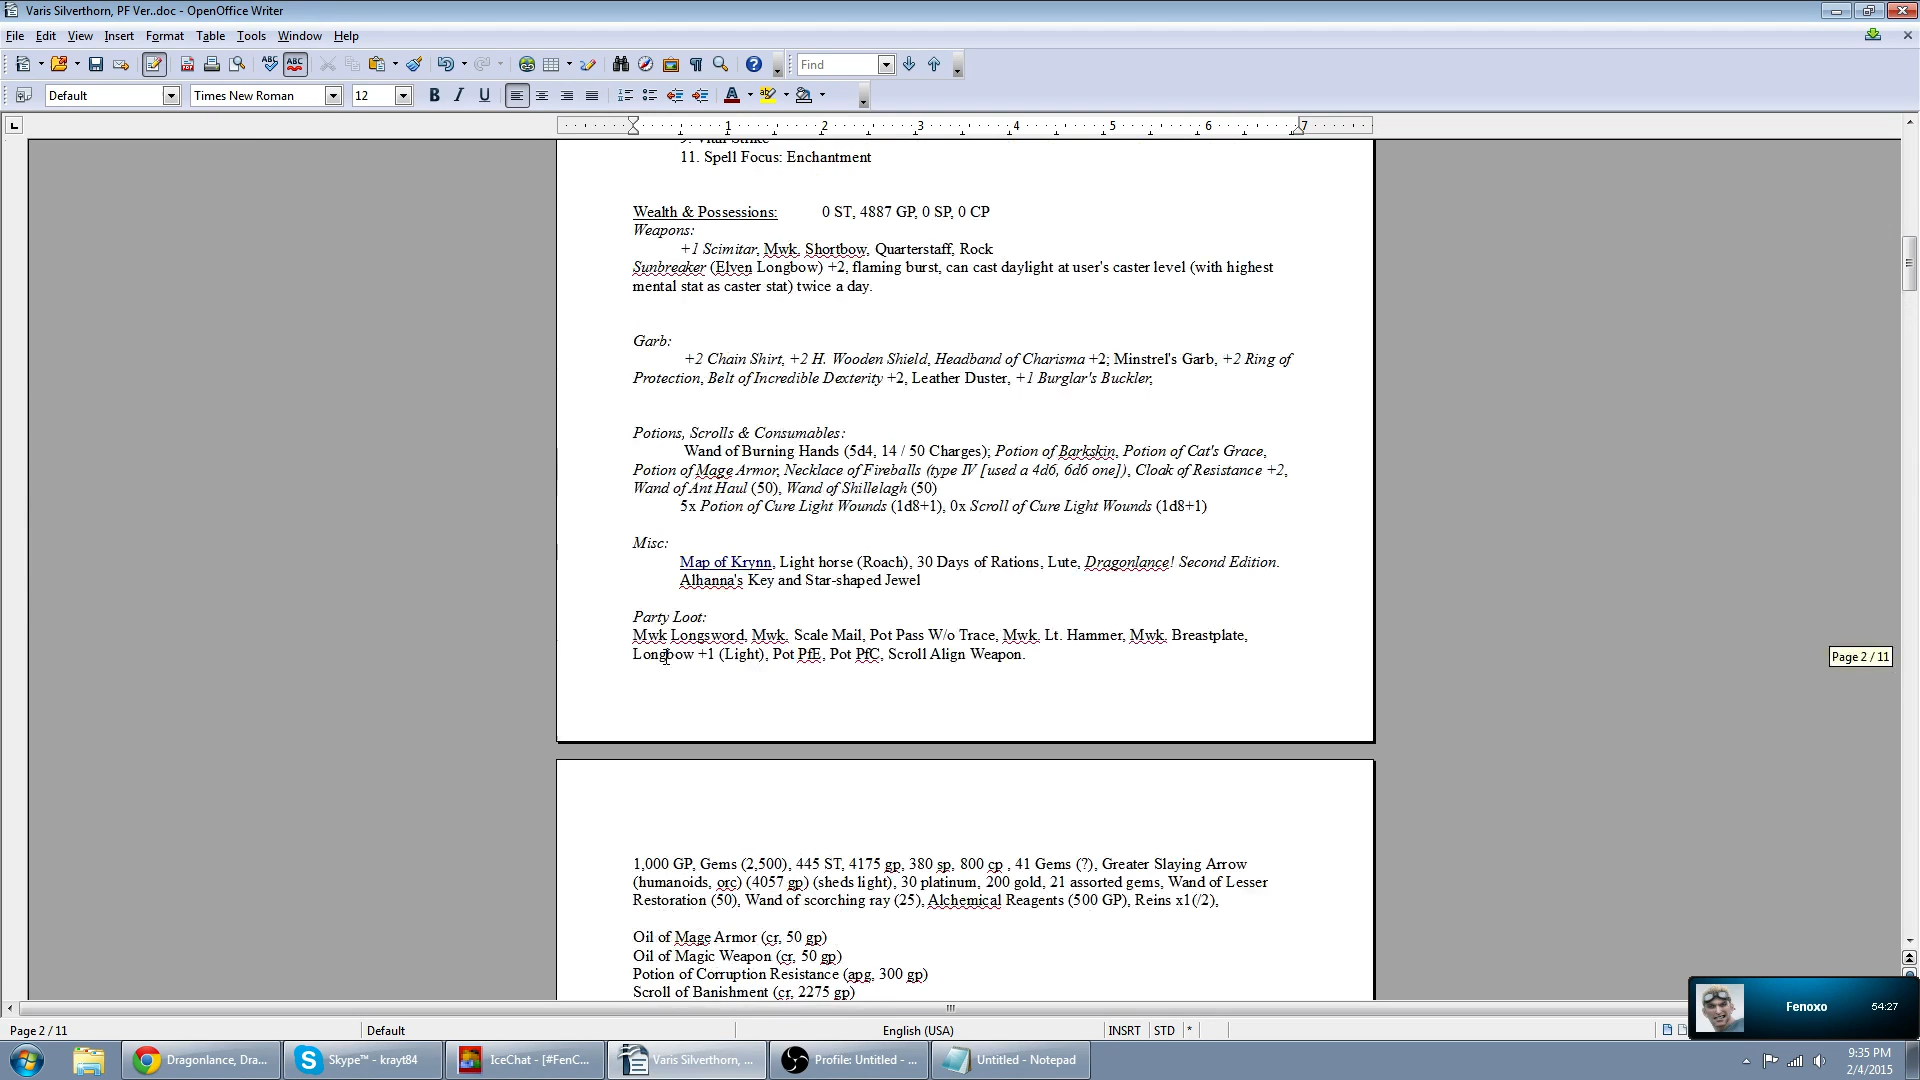 Varis Silverthorn, PF Ver..doc - OpenOffice Writer
File Edit View Insert Format Table Tools Window Help
Find
Default Times New Roman 12 B I U
1 2 3 4 5 6 7
9. Vital Strike
11. Spell Focus: Enchantment
Wealth & Possessions: 0 ST, 4887 GP, 0 SP, 0 CP
Weapons:
+1 Scimitar, Mwk. Shortbow, Quarterstaff, Rock
Sunbreaker (Elven Longbow) +2, flaming burst, can cast daylight at user's caster level (with highest
mental stat as caster stat) twice a day.
Garb:
+2 Chain Shirt, +2 H. Wooden Shield, Headband of Charisma +2; Minstrel's Garb, +2 Ring of
Protection, Belt of Incredible Dexterity +2, Leather Duster, +1 Burglar's Buckler,
Potions, Scrolls & Consumables:
Wand of Burning Hands (5d4, 14 / 50 Charges); Potion of Barkskin, Potion of Cat's Grace,
Potion of Mage Armor, Necklace of Fireballs (type IV [used a 4d6, 6d6 one]), Cloak of Resistance +2,
Wand of Ant Haul (50), Wand of Shillelagh (50)
5x Potion of Cure Light Wounds (1d8+1), 0x Scroll of Cure Light Wounds (1d8+1)
Misc:
Map of Krynn, Light horse (Roach), 30 Days of Rations, Lute, Dragonlance! Second Edition.
Alhanna's Key and Star-shaped Jewel
Party Loot:
Mwk Longsword, Mwk. Scale Mail, Pot Pass W/o Trace, Mwk. Lt. Hammer, Mwk. Breastplate,
Longbow +1 (Light), Pot PfE, Pot PfC, Scroll Align Weapon.
Page 2 / 11
1,000 GP, Gems (2,500), 445 ST, 4175 gp, 380 sp, 800 cp , 41 Gems (?), Greater Slaying Arrow
(humanoids, orc) (4057 gp) (sheds light), 30 platinum, 200 gold, 21 assorted gems, Wand of Lesser
Restoration (50), Wand of scorching ray (25), Alchemical Reagents (500 GP), Reins x1(/2),
Oil of Mage Armor (cr, 50 gp)
Oil of Magic Weapon (cr, 50 gp)
Potion of Corruption Resistance (apg, 300 gp)
Scroll of Banishment (cr, 2275 gp)
Fenoxo 54:27
Page 2 / 11 Default English (USA) INSRT STD *
Dragonlance, Dra... Skype™ - krayt84 IceChat - [#FenC... Varis Silverthorn, ... Profile: Untitled - ... Untitled - Notepad
9:35 PM
2/4/2015